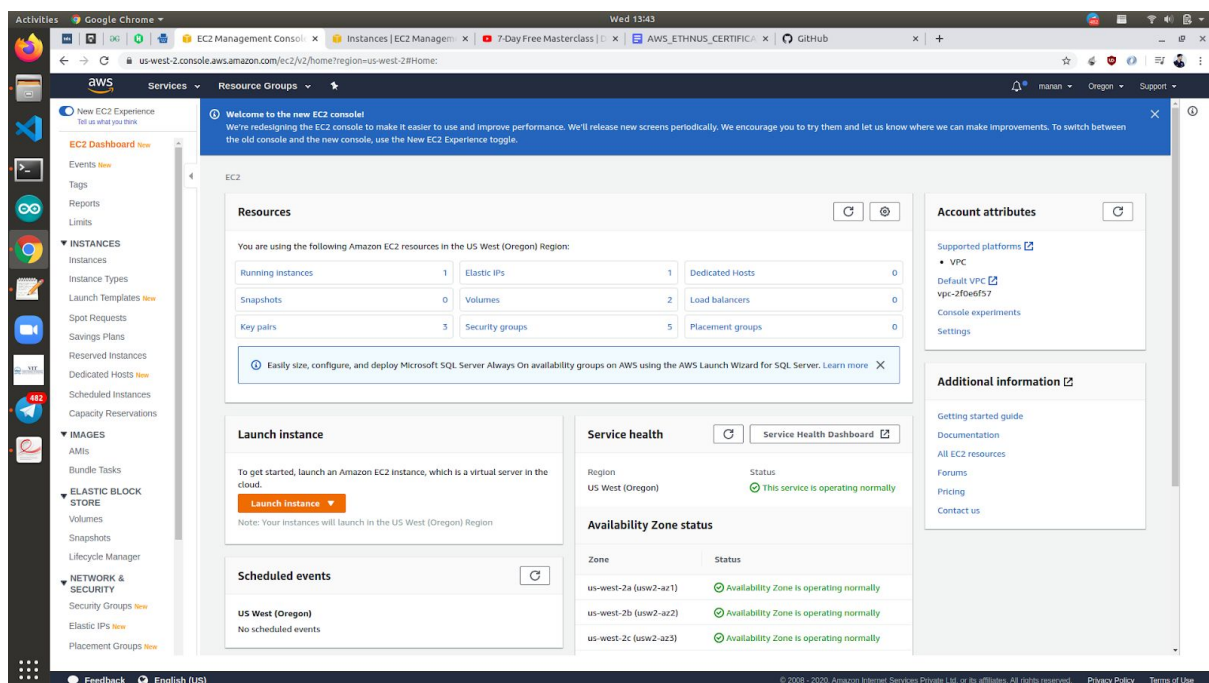 Activities
Google Chrome
Wed 13:43
EC2 Management Consol
Instances | EC2 Managem
7-Day Free Masterclass | D
AWS_ETHNUS_CERTIFICA
GitHub
us-west-2.console.aws.amazon.com/ec2/v2/home?region=us-west-2#Home:
aws
Services
Resource Groups
manan
Oregon
Support
New EC2 Experience
Tell us what you think
EC2 Dashboard New
Events New
Tags
Reports
Limits
INSTANCES
Instances
Instance Types
Launch Templates New
Spot Requests
Savings Plans
Reserved Instances
Dedicated Hosts New
Scheduled Instances
Capacity Reservations
IMAGES
AMIs
Bundle Tasks
ELASTIC BLOCK
STORE
Volumes
Snapshots
Lifecycle Manager
NETWORK &
SECURITY
Security Groups New
Elastic IPs New
Placement Groups New
482
Welcome to the new EC2 console!
We're redesigning the EC2 console to make it easier to use and improve performance. We'll release new screens periodically. We encourage you to try them and let us know where we can make improvements. To switch between
the old console and the new console, use the New EC2 Experience toggle.
EC2
Resources
You are using the following Amazon EC2 resources in the US West (Oregon) Region:
Running instances 1
Elastic IPs 1
Dedicated Hosts 0
Snapshots 0
Volumes 2
Load balancers 0
Key pairs 3
Security groups 5
Placement groups 0
Easily size, configure, and deploy Microsoft SQL Server Always On availability groups on AWS using the AWS Launch Wizard for SQL Server. Learn more
Launch instance
To get started, launch an Amazon EC2 instance, which is a virtual server in the
cloud.
Launch instance
Note: Your instances will launch in the US West (Oregon) Region
Scheduled events
US West (Oregon)
No scheduled events
Service health
Service Health Dashboard
Region
Status
US West (Oregon)
This service is operating normally
Availability Zone status
Zone
Status
us-west-2a (usw2-az1)
Availability Zone is operating normally
us-west-2b (usw2-az2)
Availability Zone is operating normally
us-west-2c (usw2-az3)
Availability Zone is operating normally
Account attributes
Supported platforms
• VPC
Default VPC
vpc-2f0e6f57
Console experiments
Settings
Additional information
Getting started guide
Documentation
All EC2 resources
Forums
Pricing
Contact us
Feedback
English (US)
© 2008 - 2020, Amazon Internet Services Private Ltd. or its affiliates. All rights reserved.
Privacy Policy
Terms of Use